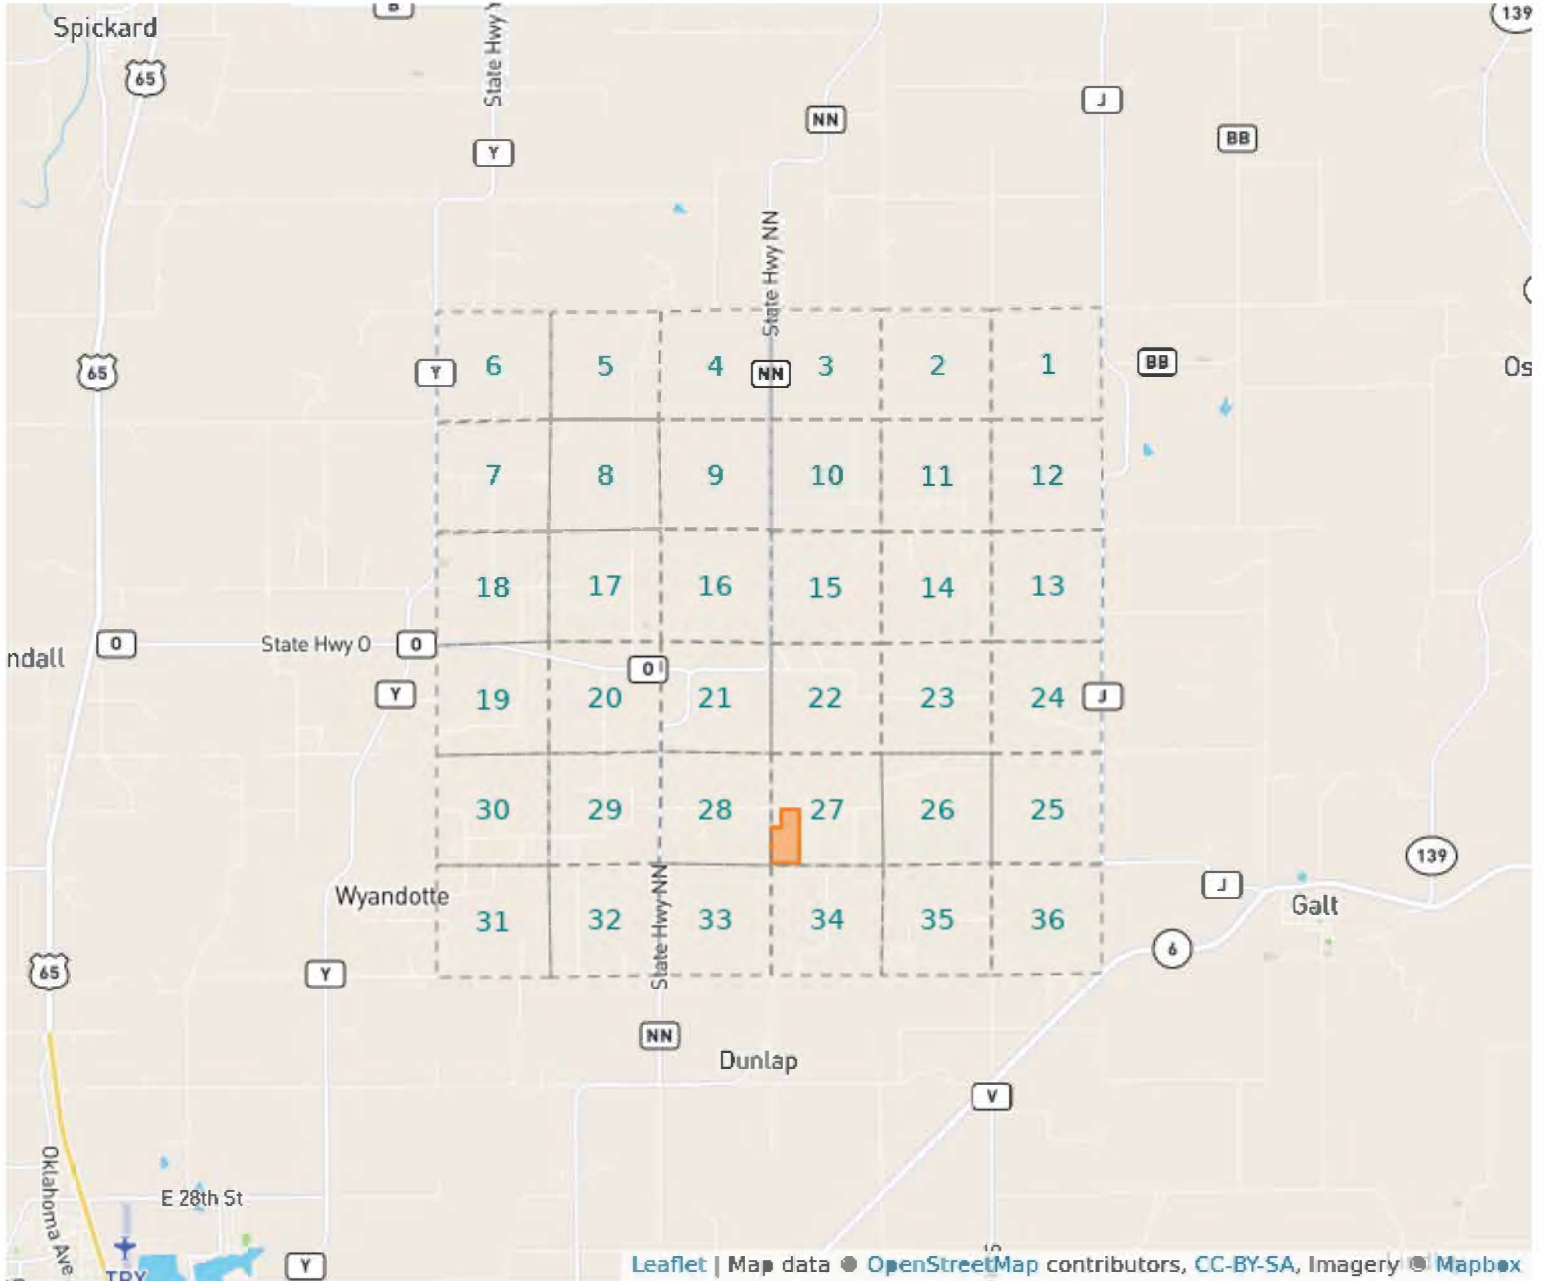 B
139
Spickard
State Hwy Y
65
J
NN
BB
Y
State Hwy NN
6 5 4 3 2 1
NN
Y
BB
65
Os
7 8 9 10 11 12
18 17 16 15 14 13
O
State Hwy O
O
ndall
O
Y
19 20 21 22 23 24
J
30 29 28 27 26 25
139
J
Wyandotte
State Hwy NN
Galt
31 32 33 34 35 36
6
65
Y
NN
Dunlap
V
Oklahoma Ave
E 28th St
Y
TRX
Leaflet | Map data © OpenStreetMap contributors, CC-BY-SA, Imagery © Mapbox